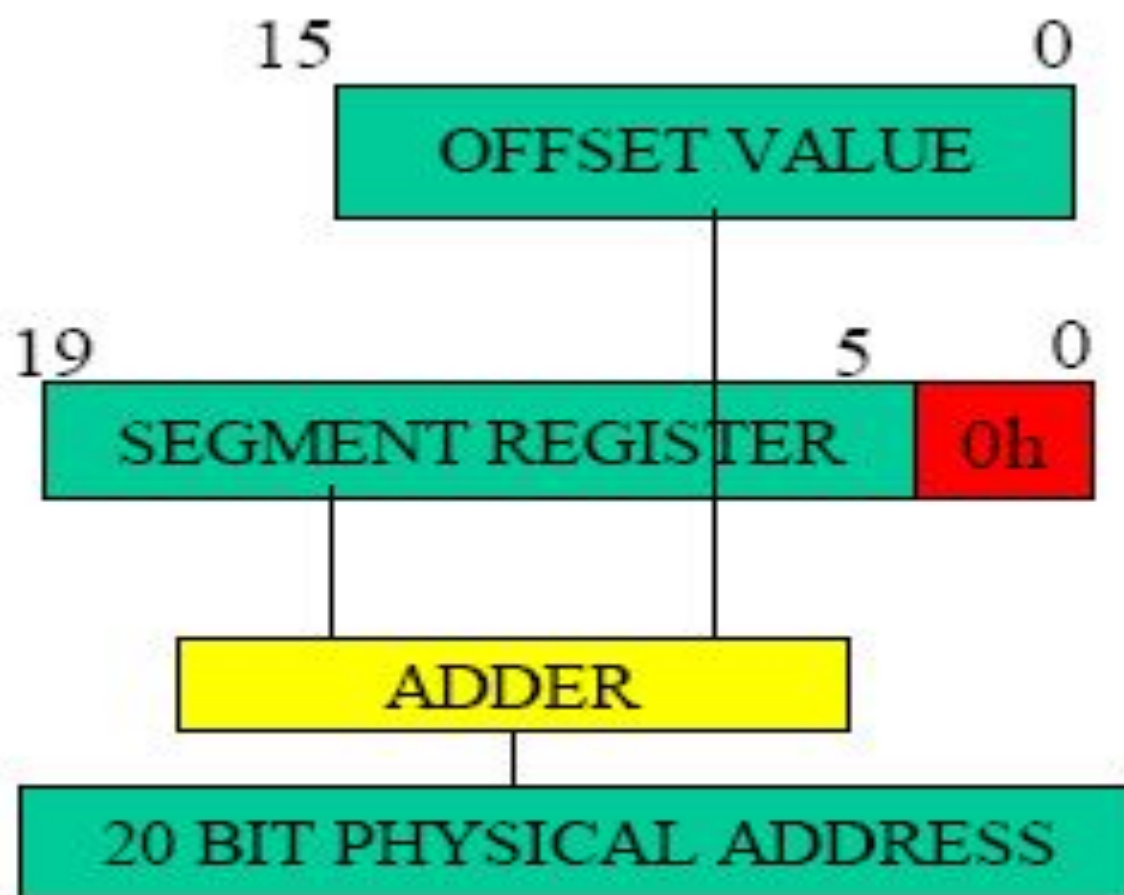 15 0
OFFSET VALUE
19 5 0
SEGMENT REGISTER 0h
ADDER
20 BIT PHYSICAL ADDRESS